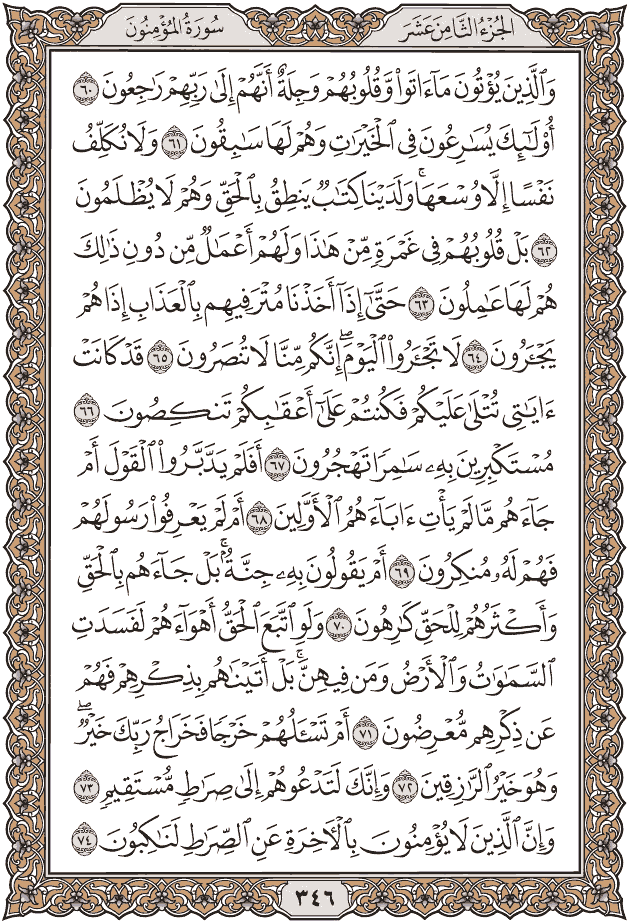 سُورَةُ المُؤْمِنُونَ
الجُزْءُ الثَّامِنَ عَشَرَ
وَٱلَّذِينَ يُؤْتُونَ مَآ ءَاتَوا۟ وَّقُلُوبُهُمْ وَجِلَةٌ أَنَّهُمْ إِلَىٰ رَبِّهِمْ رَٰجِعُونَ ٦٠
أُو۟لَٰٓئِكَ يُسَٰرِعُونَ فِى ٱلْخَيْرَٰتِ وَهُمْ لَهَا سَٰبِقُونَ ٦١ وَلَا نُكَلِّفُ
نَفْسًا إِلَّا وُسْعَهَا ۚ وَلَدَيْنَا كِتَٰبٌ يَنطِقُ بِٱلْحَقِّ وَهُمْ لَا يُظْلَمُونَ
٦٢ بَلْ قُلُوبُهُمْ فِى غَمْرَةٍ مِّنْ هَٰذَا وَلَهُمْ أَعْمَٰلٌ مِّن دُونِ ذَٰلِكَ
هُمْ لَهَا عَٰمِلُونَ ٦٣ حَتَّىٰٓ إِذَآ أَخَذْنَا مُتْرَفِيهِم بِٱلْعَذَابِ إِذَا هُمْ
يَجْـَٔرُونَ ٦٤ لَا تَجْـَٔرُوا۟ ٱلْيَوْمَ ۖ إِنَّكُم مِّنَّا لَا تُنصَرُونَ ٦٥ قَدْ كَانَتْ
ءَايَٰتِى تُتْلَىٰ عَلَيْكُمْ فَكُنتُمْ عَلَىٰٓ أَعْقَٰبِكُمْ تَنكِصُونَ ٦٦
مُسْتَكْبِرِينَ بِهِۦ سَٰمِرًا تَهْجُرُونَ ٦٧ أَفَلَمْ يَدَّبَّرُوا۟ ٱلْقَوْلَ أَمْ
جَآءَهُم مَّا لَمْ يَأْتِ ءَابَآءَهُمُ ٱلْأَوَّلِينَ ٦٨ أَمْ لَمْ يَعْرِفُوا۟ رَسُولَهُمْ
فَهُمْ لَهُۥ مُنكِرُونَ ٦٩ أَمْ يَقُولُونَ بِهِۦ جِنَّةٌۢ ۚ بَلْ جَآءَهُم بِٱلْحَقِّ
وَأَكْثَرُهُمْ لِلْحَقِّ كَٰرِهُونَ ٧٠ وَلَوِ ٱتَّبَعَ ٱلْحَقُّ أَهْوَآءَهُمْ لَفَسَدَتِ
ٱلسَّمَٰوَٰتُ وَٱلْأَرْضُ وَمَن فِيهِنَّ ۚ بَلْ أَتَيْنَٰهُم بِذِكْرِهِمْ فَهُمْ
عَن ذِكْرِهِم مُّعْرِضُونَ ٧١ أَمْ تَسْـَٔلُهُمْ خَرْجًا فَخَرَاجُ رَبِّكَ خَيْرٌ ۖ
وَهُوَ خَيْرُ ٱلرَّٰزِقِينَ ٧٢ وَإِنَّكَ لَتَدْعُوهُمْ إِلَىٰ صِرَٰطٍ مُّسْتَقِيمٍ ٧٣
وَإِنَّ ٱلَّذِينَ لَا يُؤْمِنُونَ بِٱلْـَٔاخِرَةِ عَنِ ٱلصِّرَٰطِ لَنَٰكِبُونَ ٧٤
٣٤٦